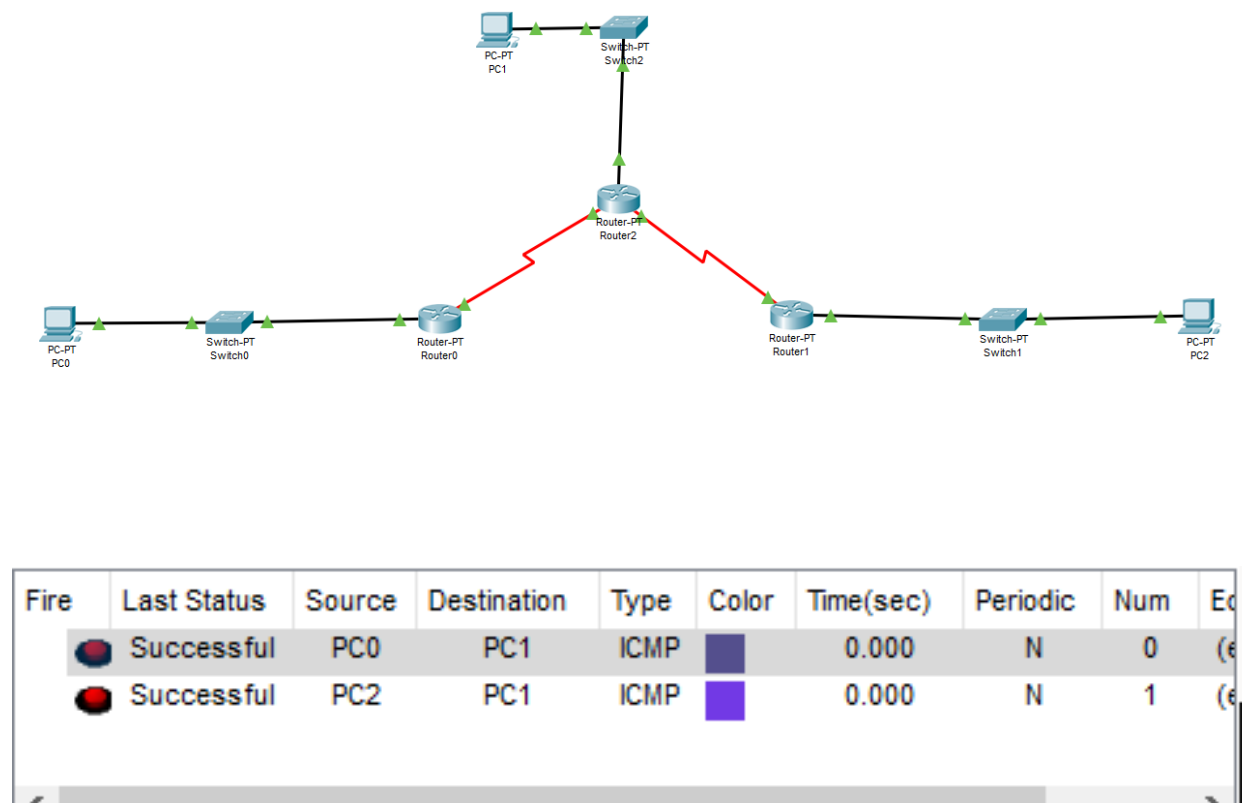 PC-PT
PC1
Switch-PT
Switch2
Router-PT
Router2
PC-PT
PC0
Switch-PT
Switch0
Router-PT
Router0
Router-PT
Router1
Switch-PT
Switch1
PC-PT
PC2
Fire Last Status Source Destination Type Color Time(sec) Periodic Num Ed
Successful PC0 PC1 ICMP 0.000 N 0 (e
Successful PC2 PC1 ICMP 0.000 N 1 (e